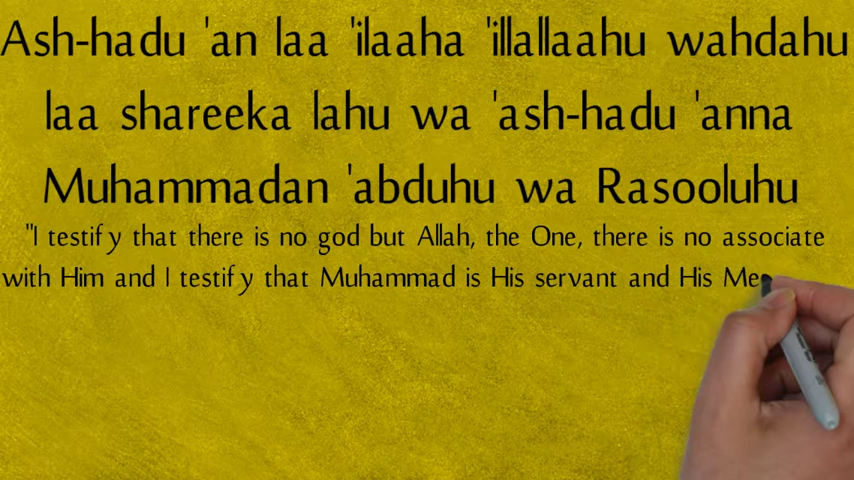 Ash-hadu 'an laa 'ilaaha 'illallaahu wahdahu
laa shareeka lahu wa 'ash-hadu 'anna
Muhammadan 'abduhu wa Rasooluhu
"I testify that there is no god but Allah, the One, there is no associate
with Him and I testify that Muhammad is His servant and His Me